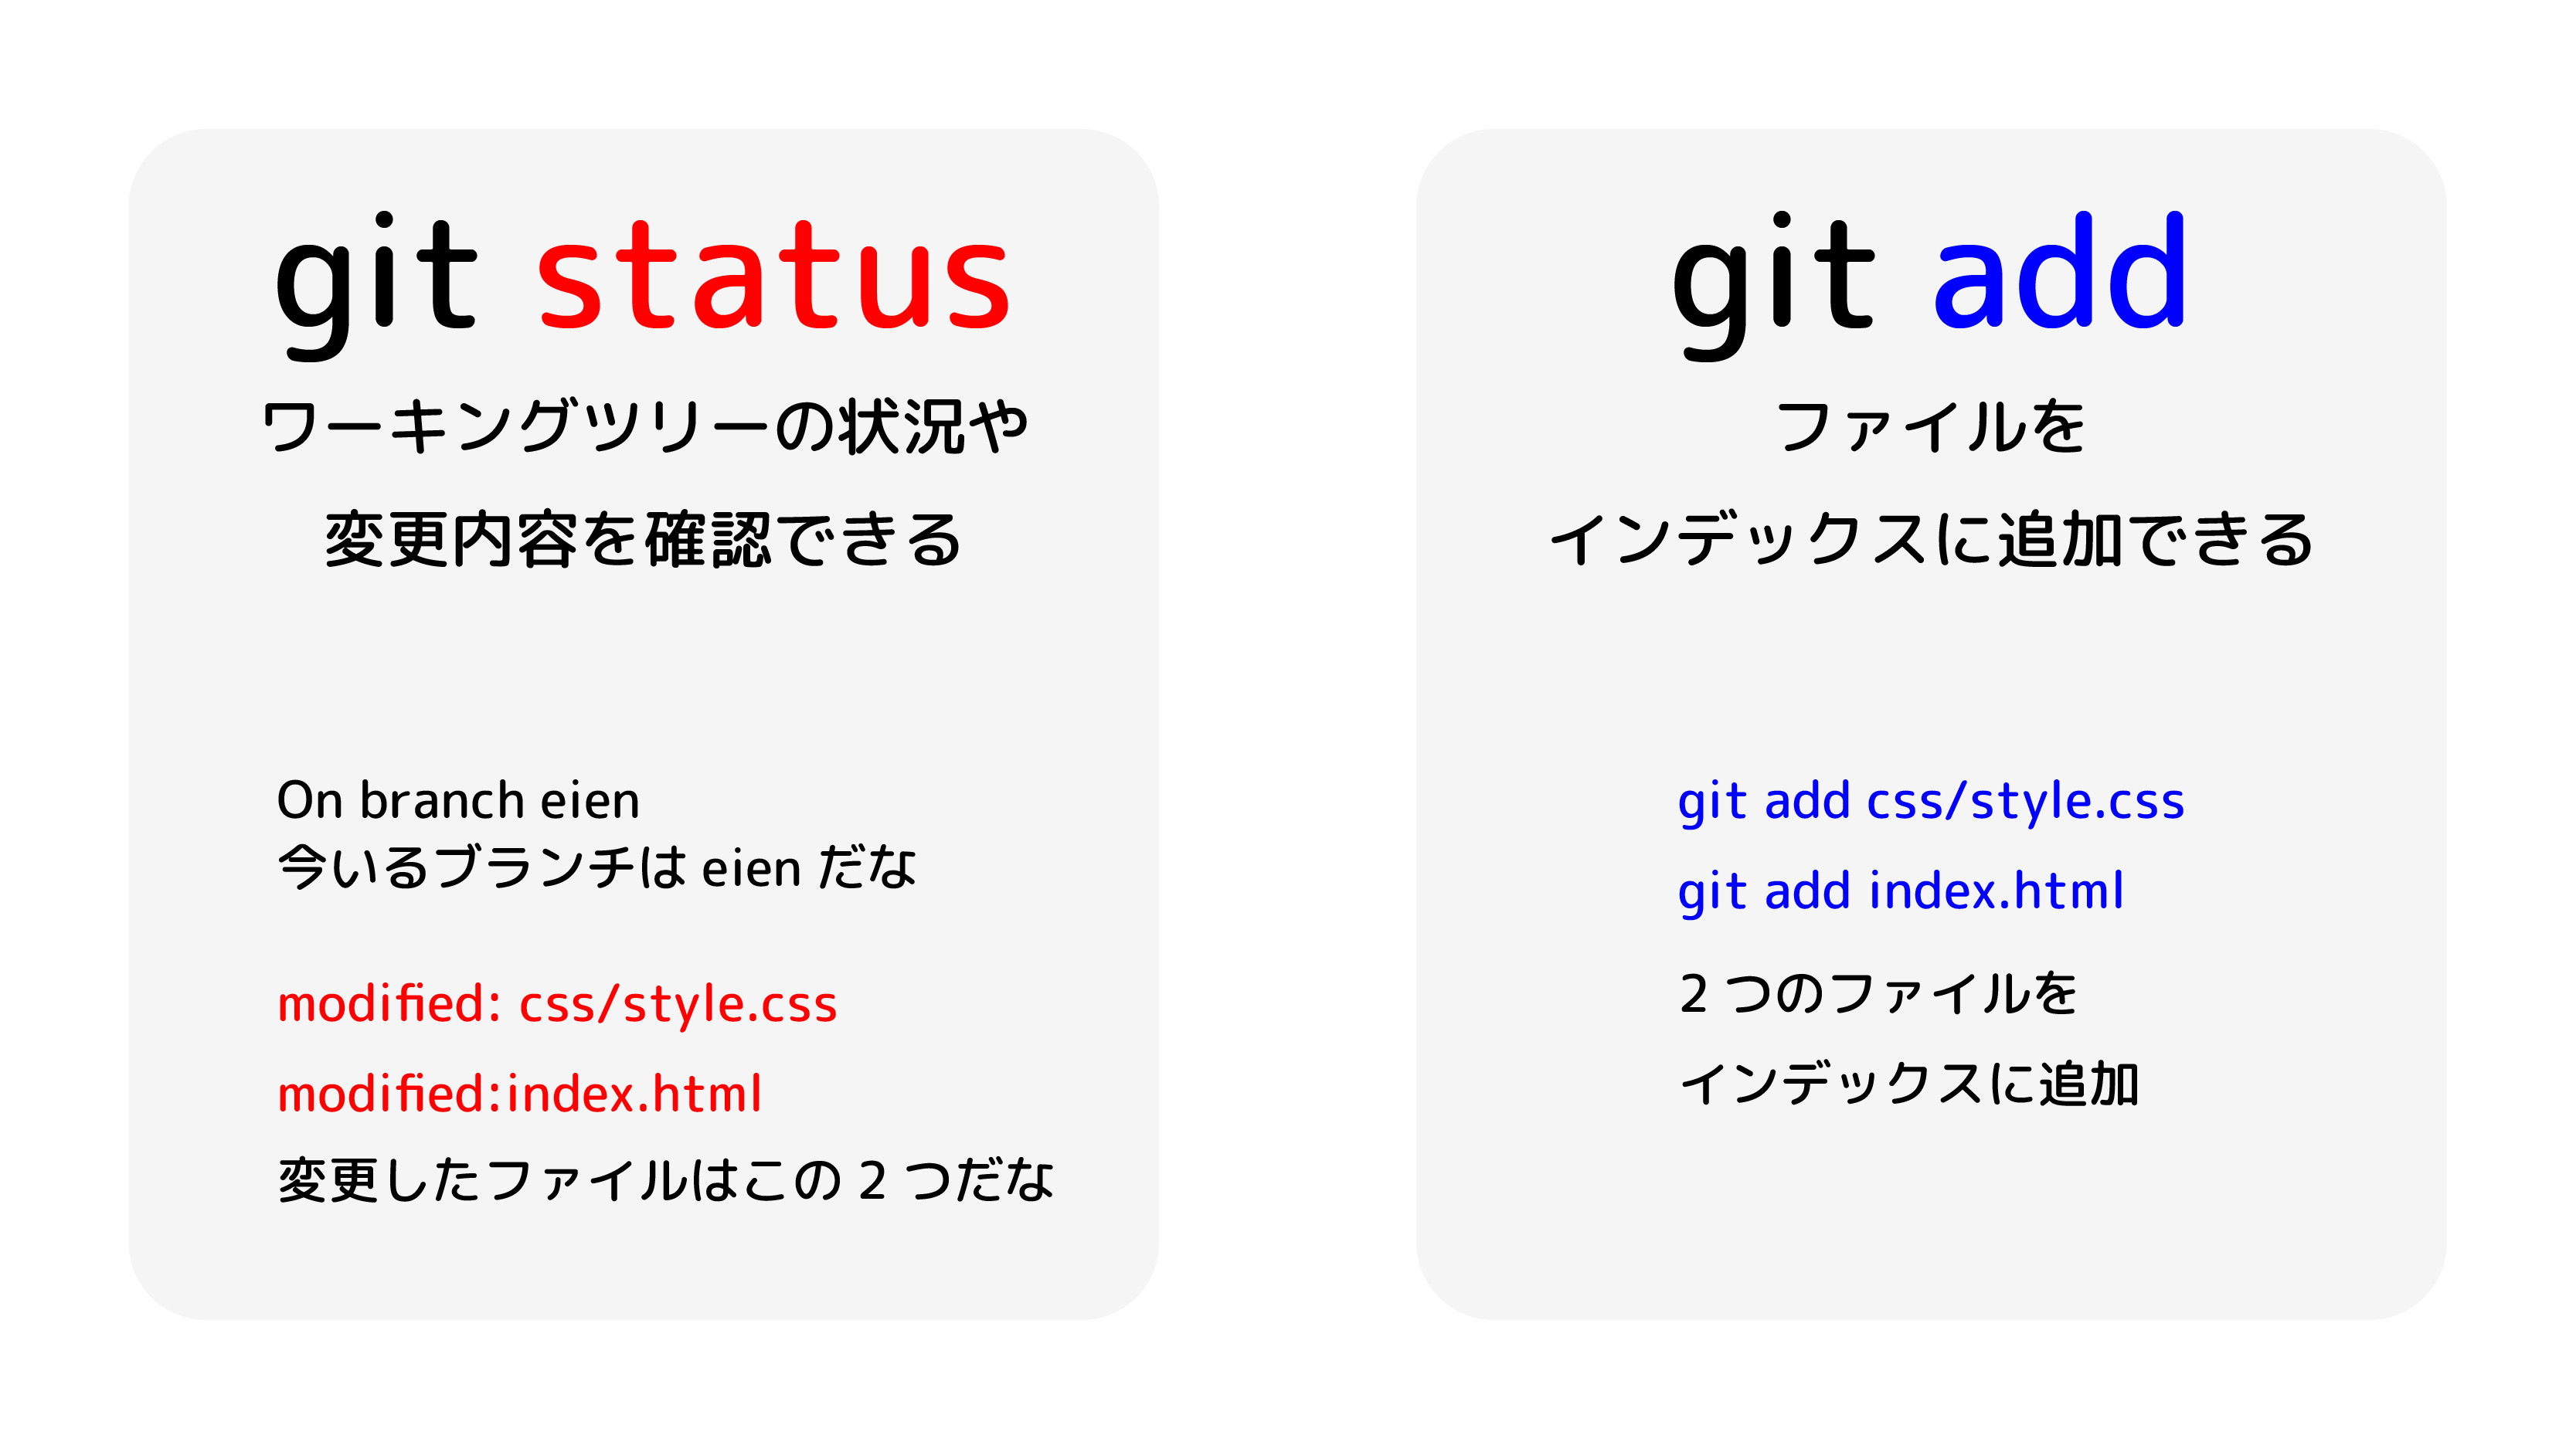 git status
ワーキングツリーの状況や
変更内容を確認できる
On branch eien
今いるブランチは eien だな
modified: css/style.css
modified:index.html
変更したファイルはこの 2 つだな
git add
ファイルを
インデックスに追加できる
git add css/style.css
git add index.html
2 つのファイルを
インデックスに追加